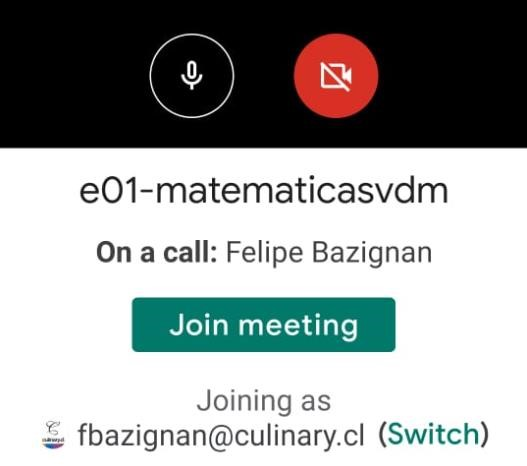 e01-matematicasvdm
On a call: Felipe Bazignan
Join meeting
Joining as
fbazignan@culinary.cl (Switch)